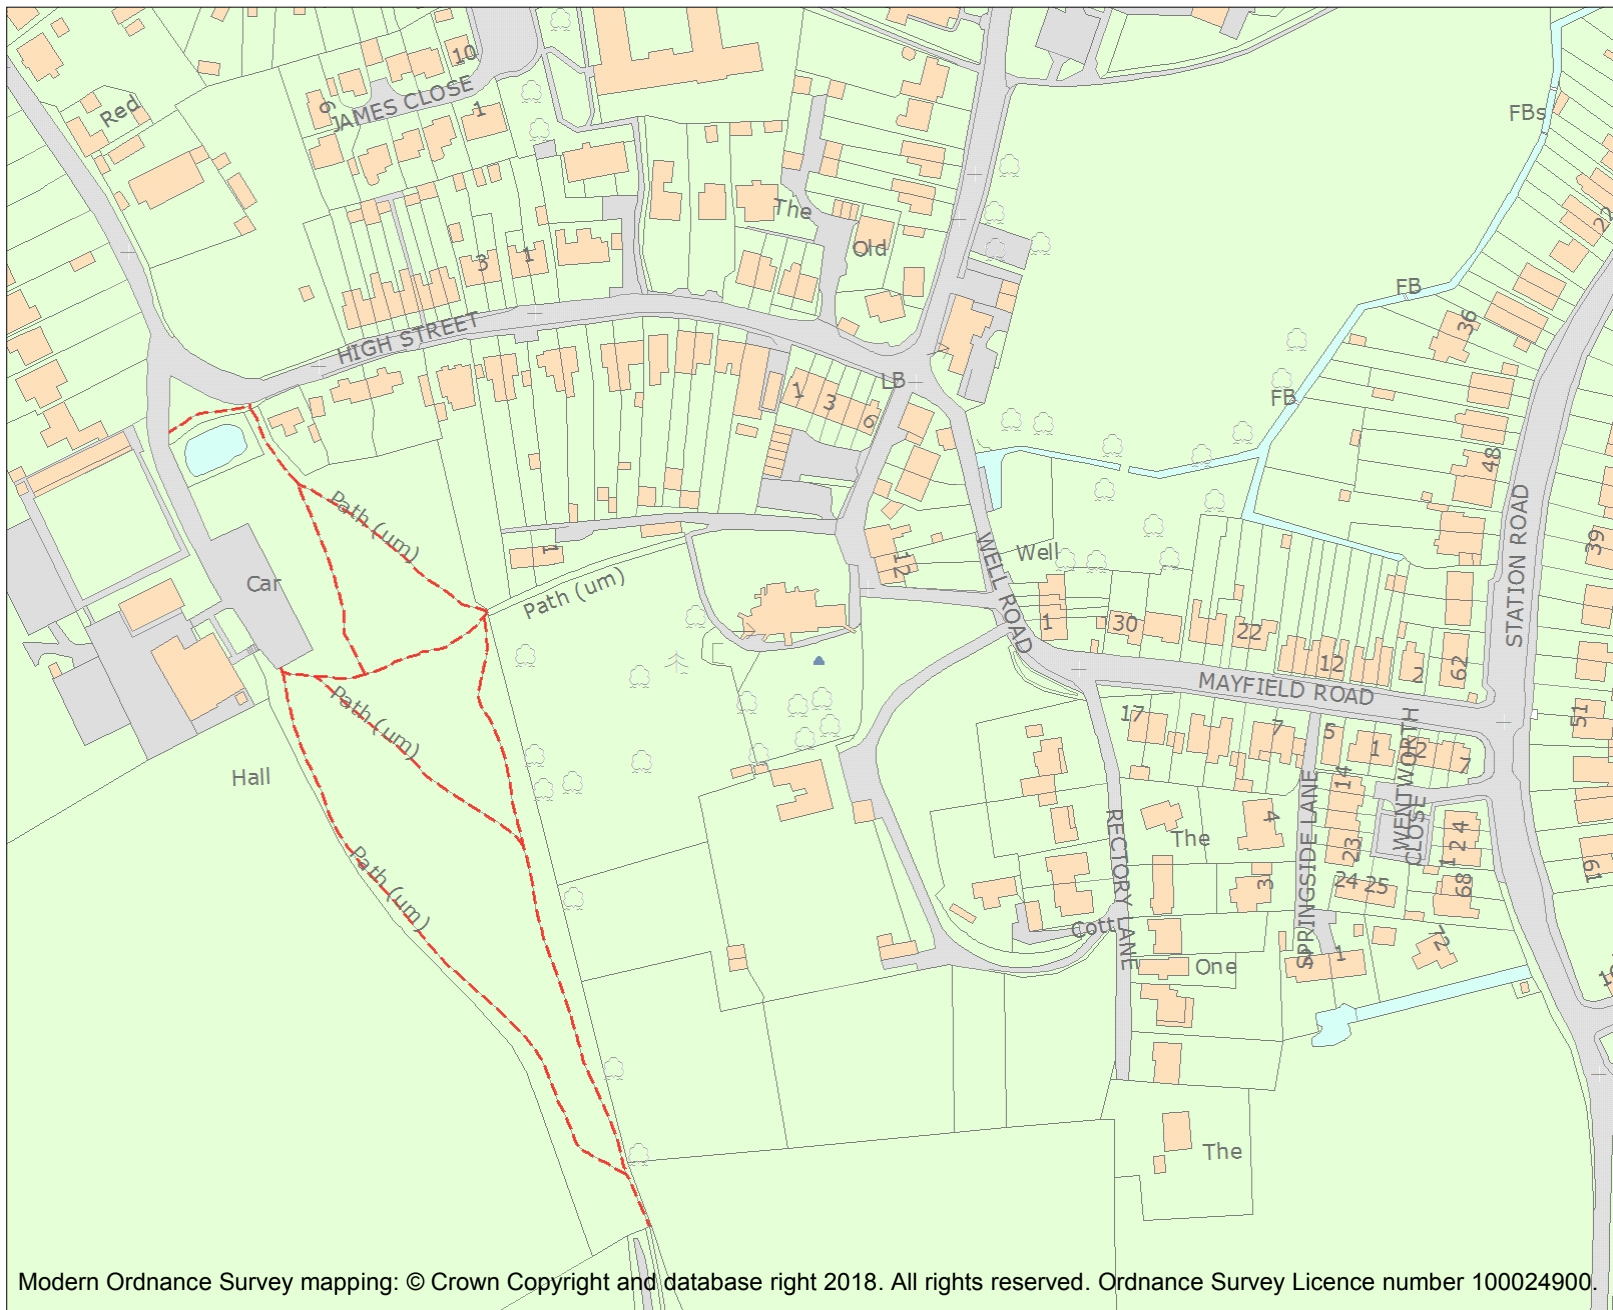 10
Red
9
JAMES CLOSE
1
FBs
The
22
Old
3
1
FB
36
HIGH STREET
LB
1
3
6
FB
48
Path (um)
STATION ROAD
39
1
12
WELL ROAD
Well
Car
Path (um)
1
30
22
12
2
62
MAYFIELD ROAD
Path (um)
17
7
5
1
12
7
51
WENTWORTH
CLOSE
Hall
14
SPRINGSIDE LANE
RECTORY LANE
The
4
24
23
1
Path (um)
61
3
24
25
68
Cott
72
One
1
The
Modern Ordnance Survey mapping: © Crown Copyright and database right 2018. All rights reserved. Ordnance Survey Licence number 100024900.